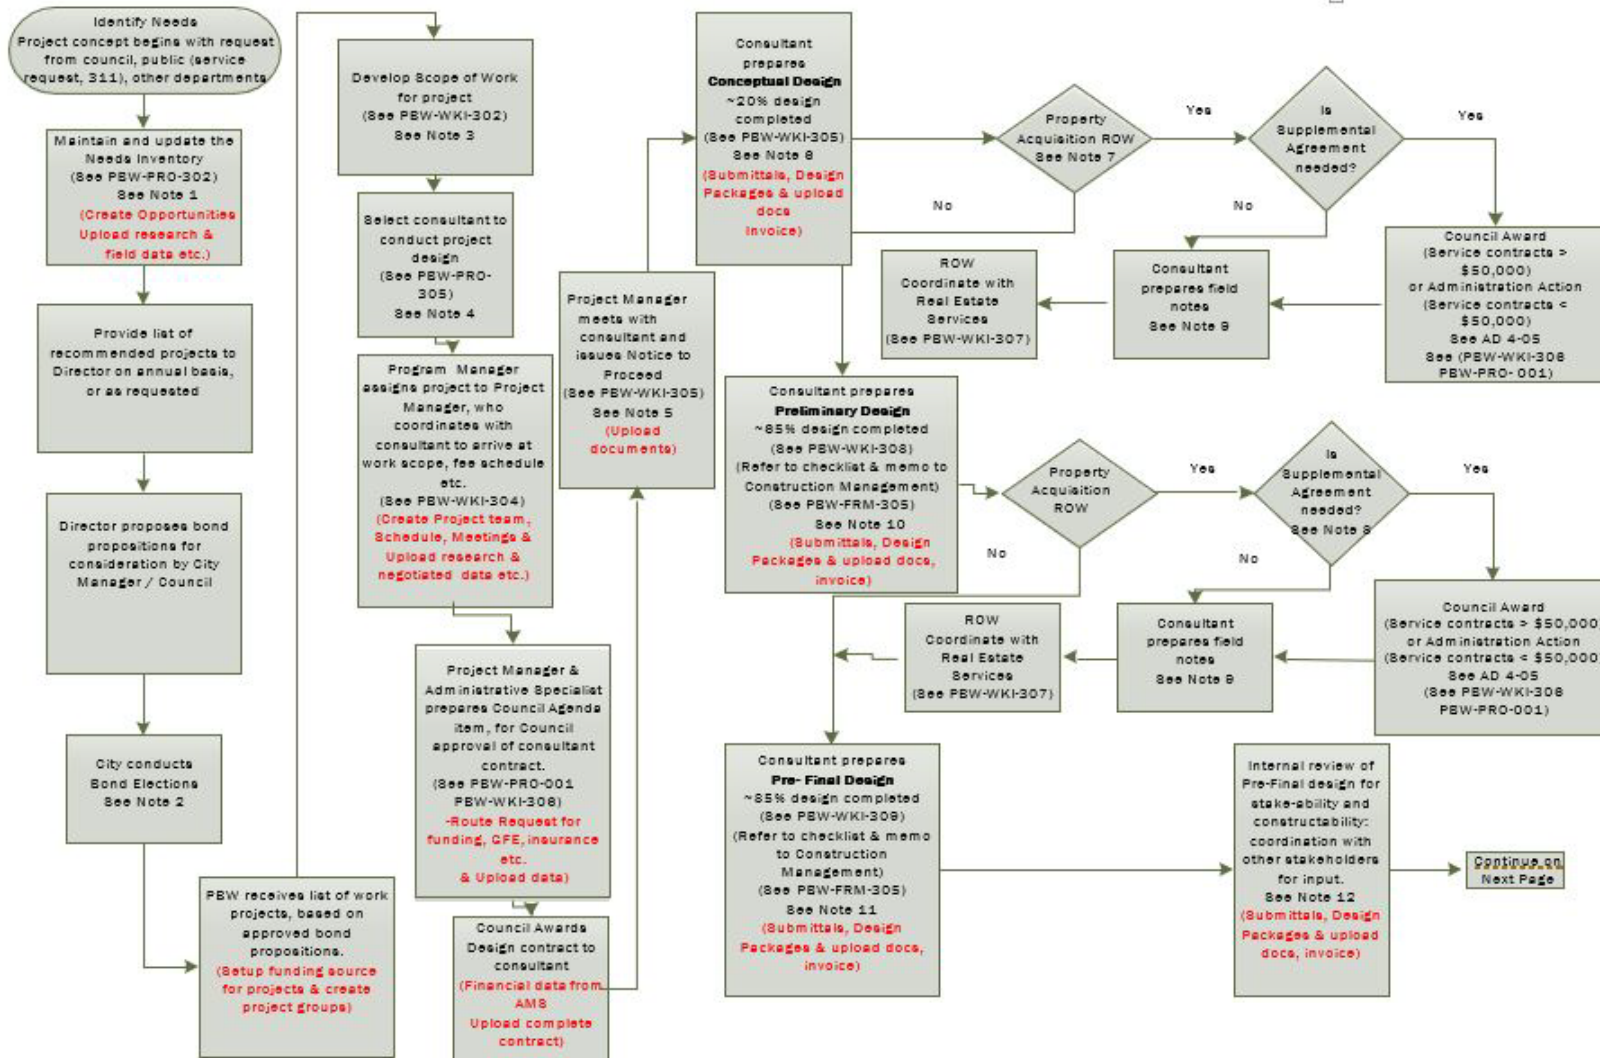 Identify Needs
Project concept begins with request
from council, public (service
request, 311), other departments
Maintain and update the
Needs Inventory
(See PBW-PRO-302)
See Note 1
(Create Opportunities
Upload research &
field data etc.)
Provide list of
recommended projects to
Director on annual basis,
or as requested
Director proposes bond
propositions for
consideration by City
Manager / Council
City conducts
Bond Elections
See Note 2
PBW receives list of work
projects, based on
approved bond
propositions.
(Setup funding source
for projects & create
project groups)
Develop Scope of Work
for project
(See PBW-WKI-302)
See Note 3
Select consultant to
conduct project
design
(See PBW-PRO-
305)
See Note 4
Program Manager
assigns project to Project
Manager, who
coordinates with
consultant to arrive at
work scope, fee schedule
etc.
(See PBW-WKI-304)
(Create Project team,
Schedule, Meetings &
Upload research &
negotiated data etc.)
Project Manager &
Administrative Specialist
prepares Council Agenda
item, for Council
approval of consultant
contract.
(See PBW-PRO-001
PBW-WKI-306)
-Route Request for
funding, CFE, insurance
etc.
& Upload data)
Council Awards
Design contract to
consultant
(Financial data from
AMS
Upload complete
contract)
Project Manager
meets with
consultant and
issues Notice to
Proceed
(See PBW-WKI-305)
See Note 5
(Upload
documents)
Consultant
prepares
Conceptual Design
~20% design
completed
(See PBW-WKI-305)
See Note 6
(Submittals, Design
Packages & upload
docs
Invoice)
Property
Acquisition ROW
See Note 7
Yes
No
Is
Supplemental
Agreement
needed?
Yes
No
Council Award
(Service contracts >
$50,000)
or Administration Action
(Service contracts <
$50,000)
See AD 4-05
See (PBW-WKI-306
PBW-PRO- 001)
Consultant
prepares field
notes
See Note 9
ROW
Coordinate with
Real Estate
Services
(See PBW-WKI-307)
Consultant prepares
Preliminary Design
~65% design completed
(See PBW-WKI-308)
(Refer to checklist & memo to
Construction Management)
(See PBW-FRM-305)
See Note 10
(Submittals, Design
Packages & upload docs,
invoice)
Property
Acquisition
ROW
Yes
No
Is
Supplemental
Agreement
needed?
See Note 8
Yes
No
Council Award
(Service contracts > $50,000)
or Administration Action
(Service contracts < $50,000)
See AD 4-05
(See PBW-WKI-306
PBW-PRO-001)
Consultant
prepares field
notes
See Note 9
ROW
Coordinate with
Real Estate
Services
(See PBW-WKI-307)
Consultant prepares
Pre- Final Design
~85% design completed
(See PBW-WKI-309)
(Refer to checklist & memo
to Construction
Management)
(See PBW-FRM-305)
See Note 11
(Submittals, Design
Packages & upload docs,
invoice)
Internal review of
Pre-Final design for
stake-ability and
constructability:
coordination with
other stakeholders
for input.
See Note 12
(Submittals, Design
Packages & upload
docs, invoice)
Continue on
Next Page